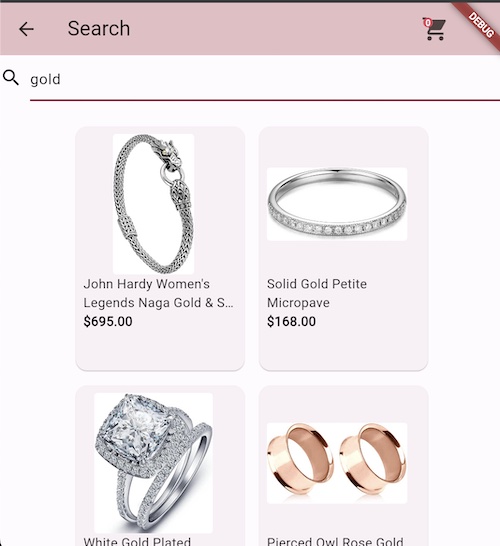 Search
0
DEBUG
gold
John Hardy Women's
Legends Naga Gold & S...
$695.00
Solid Gold Petite
Micropave
$168.00
White Gold Plated
Pierced Owl Rose Gold